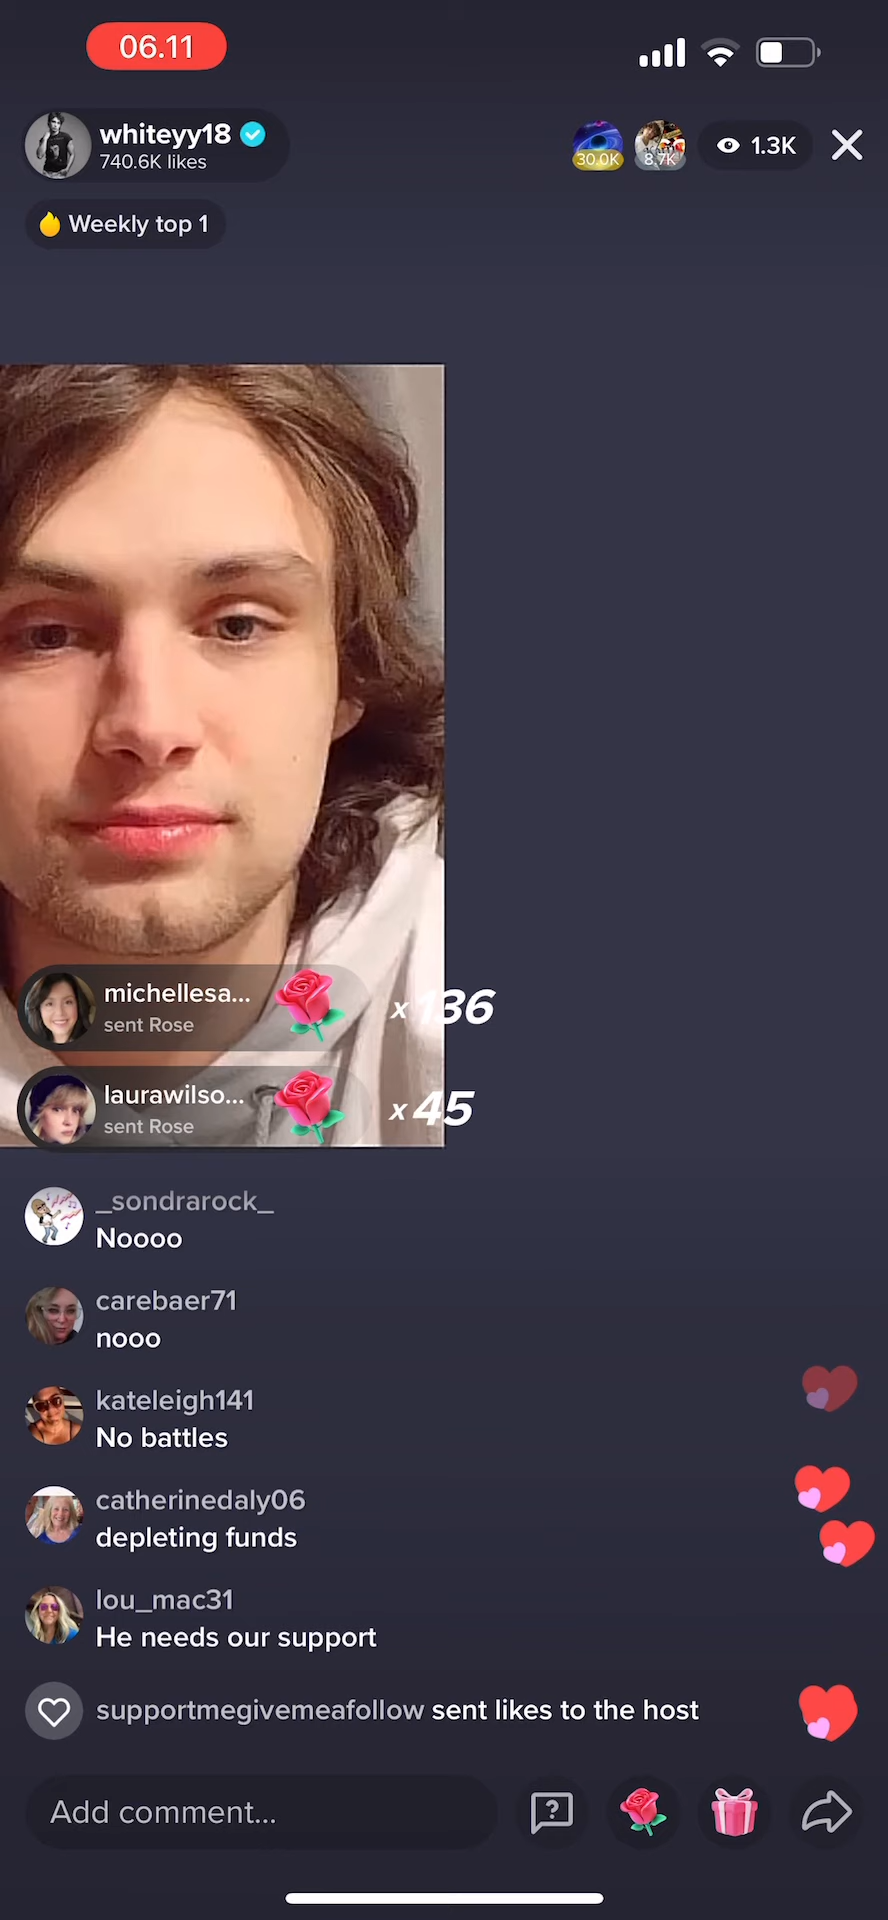 06.11
whiteyy18
740.6K likes
30.0K
8.7K
1.3K
Weekly top 1
michellesa...
sent Rose
x 136
laurawilso...
sent Rose
x 45
_sondrarock_
Noooo
carebaer71
nooo
kateleigh141
No battles
catherinedaly06
depleting funds
lou_mac31
He needs our support
supportmegivemeafollow sent likes to the host
Add comment...